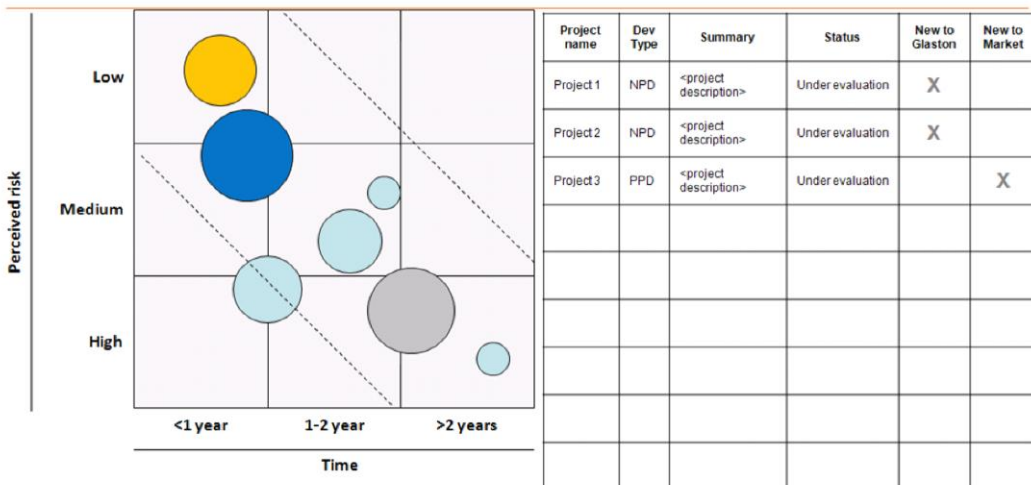 Perceived risk
Low
Medium
High
<1 year
1-2 year
>2 years
Time
Project name
Dev Type
Summary
Status
New to Glaston
New to Market
Project 1
NPD
<project
description>
Under evaluation
X
Project 2
NPD
<project
description>
Under evaluation
X
Project 3
PPD
<project
description>
Under evaluation
X